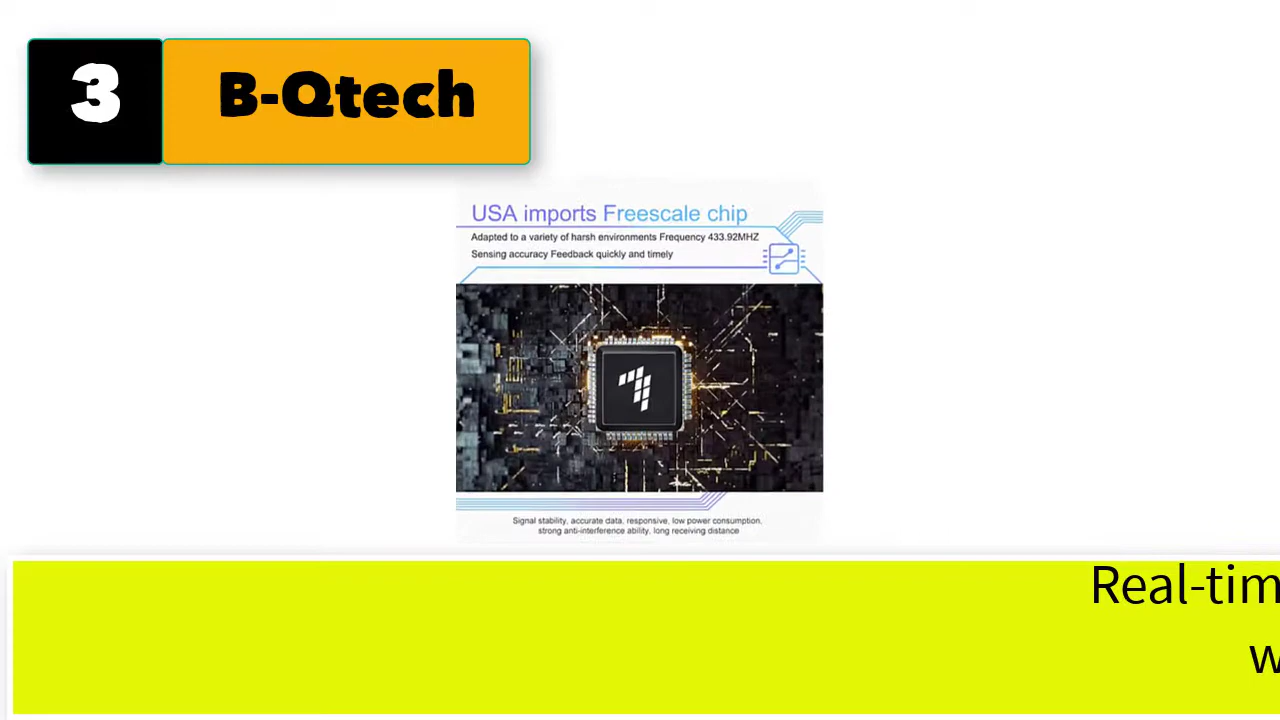 3 B-Qtech
USA imports Freescale chip
Adapted to a variety of harsh environments Frequency 433.92MHZ
Sensing accuracy Feedback quickly and timely
Signal stability, accurate data, responsive, low power consumption,
strong anti-interference ability, long receiving distance
Real-tim
w